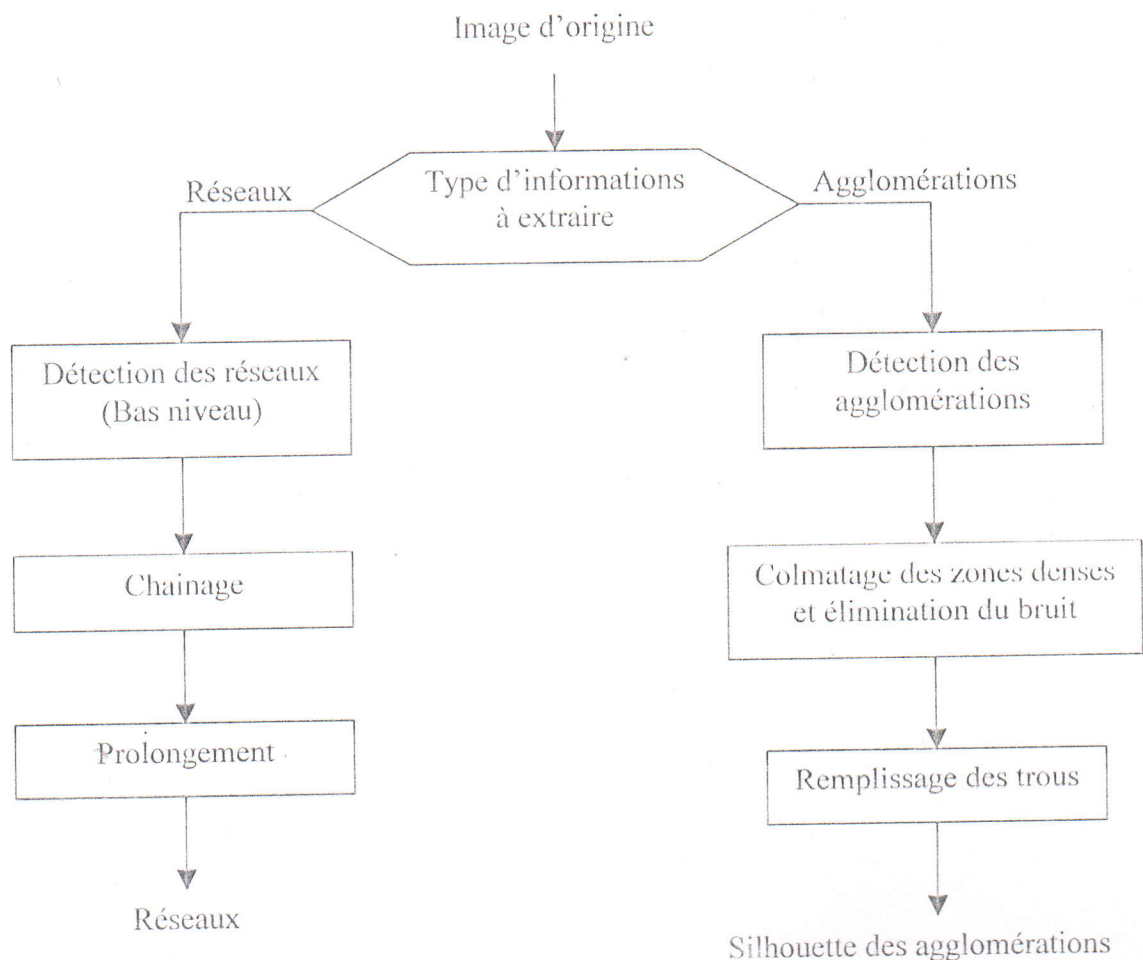 Image d'origine
Type d'informations
à extraire
Réseaux
Agglomérations
Détection des réseaux
(Bas niveau)
Détection des
agglomérations
Chainage
Colmatage des zones denses
et élimination du bruit
Prolongement
Remplissage des trous
Réseaux
Silhouette des agglomérations